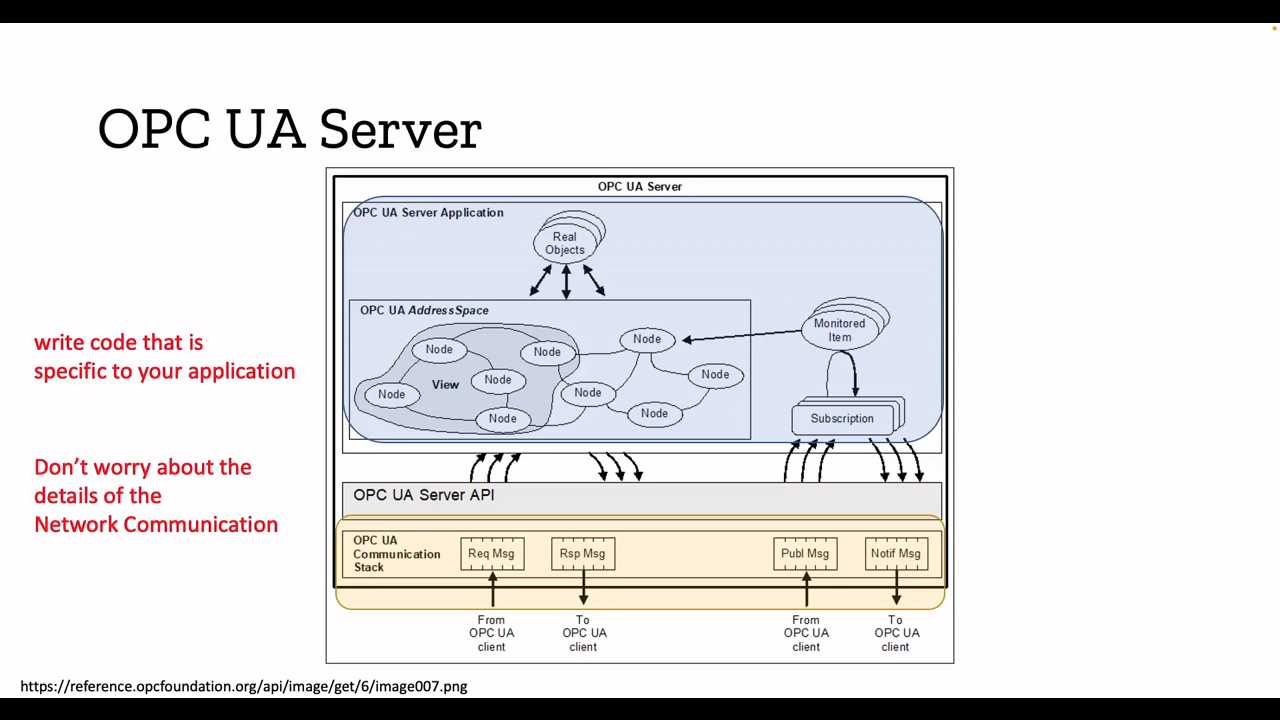 OPC UA Server
OPC UA Server
OPC UA Server Application
Real
Objects
OPC UA AddressSpace
Node
Node
Node
Node
Node
Node
Node
Node
Node
View
Monitored
Item
Subscription
write code that is
specific to your application
Don't worry about the
details of the
Network Communication
OPC UA Server API
OPC UA
Communication
Stack
Req Msg
Rsp Msg
Publ Msg
Notif Msg
From
OPC UA
client
To
OPC UA
client
From
OPC UA
client
To
OPC UA
client
https://reference.opcfoundation.org/api/image/get/6/image007.png